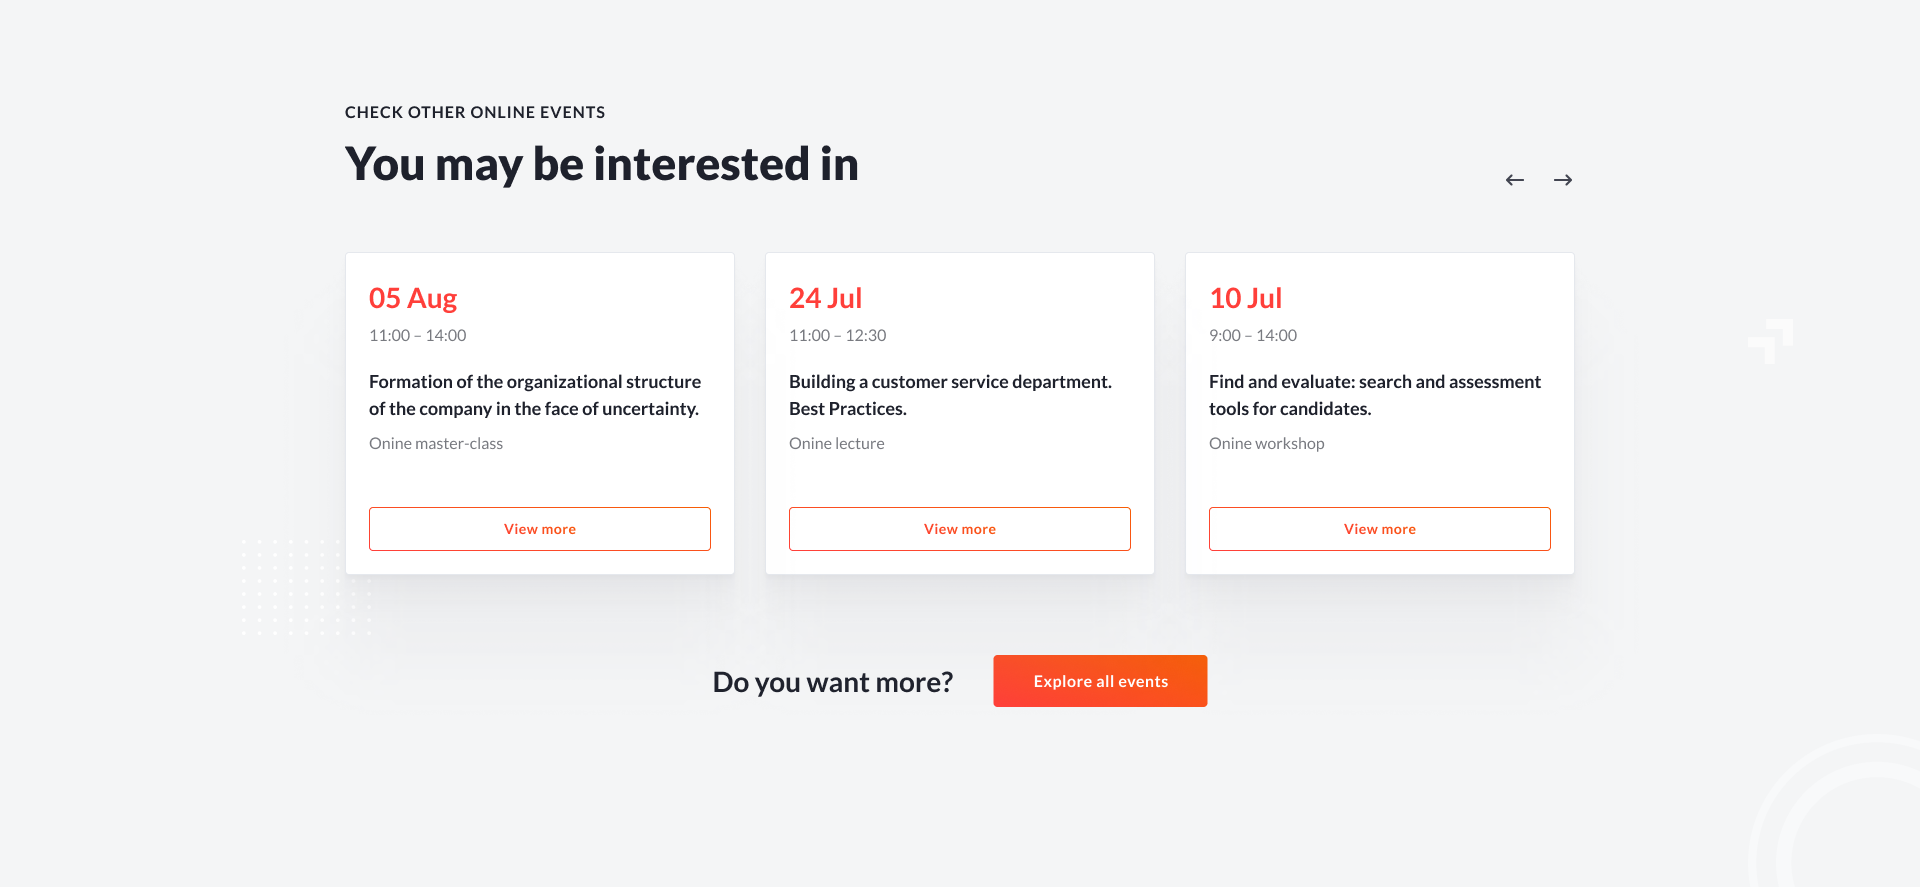 CHECK OTHER ONLINE EVENTS
You may be interested in
05 Aug
11:00 – 14:00
Formation of the organizational structure
of the company in the face of uncertainty.
Onine master-class
View more
24 Jul
11:00 – 12:30
Building a customer service department.
Best Practices.
Onine lecture
View more
10 Jul
9:00 – 14:00
Find and evaluate: search and assessment
tools for candidates.
Onine workshop
View more
Do you want more?
Explore all events